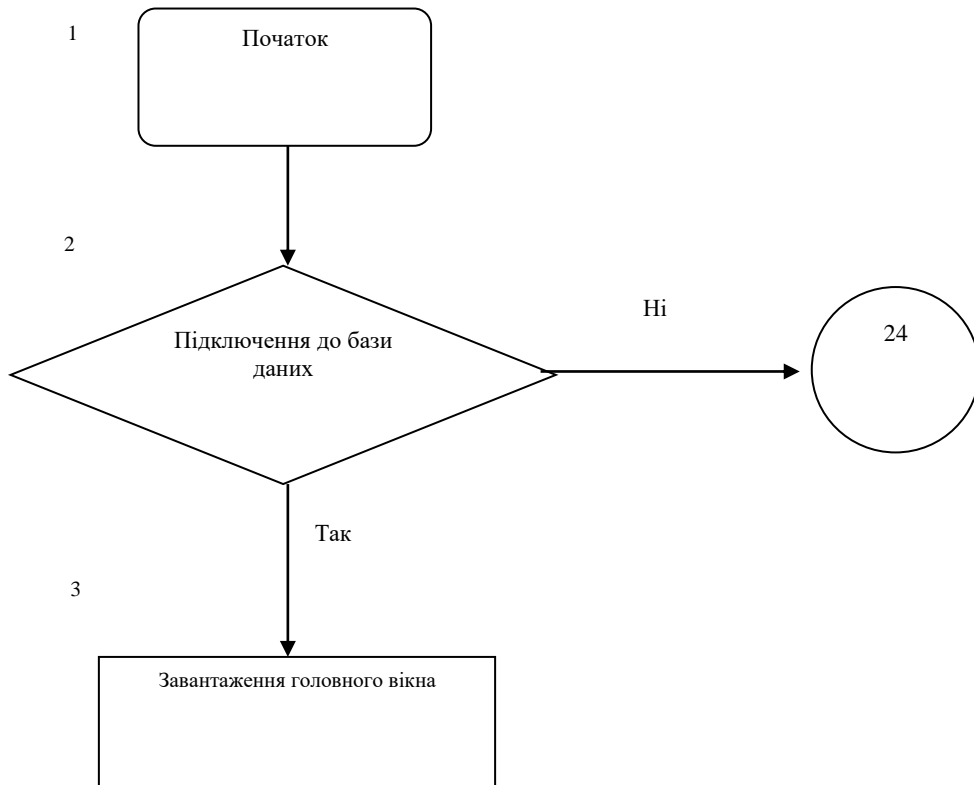 1
Початок
2
Підключення до бази
даних
Ні
24
Так
3
Завантаження головного вікна